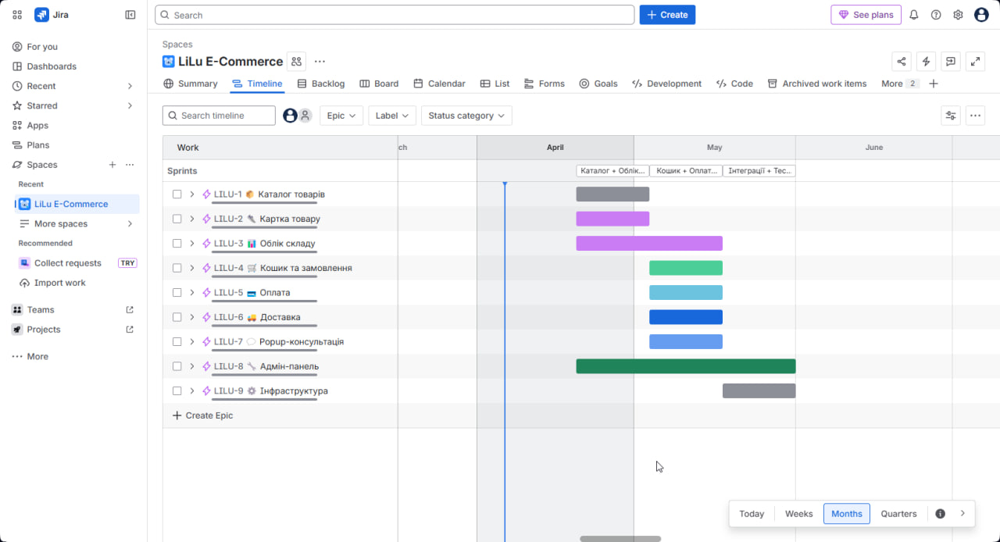 Jira
Search
Create
See plans
For you
Dashboards
Recent
Starred
Apps
Plans
Spaces
Recent
LiLu E-Commerce
More spaces
Recommended
Collect requests TRY
Import work
Teams
Projects
More
Spaces
LiLu E-Commerce
Summary Timeline Backlog Board Calendar List Forms Goals Development Code Archived work items More 2
Search timeline Epic Label Status category
Work ch April May June
Sprints Каталог + Облік... Кошик + Оплат... Інтеграції + Тес...
LILU-1 Каталог товарів
LILU-2 Картка товару
LILU-3 Облік складу
LILU-4 Кошик та замовлення
LILU-5 Оплата
LILU-6 Доставка
LILU-7 Popup-консультація
LILU-8 Адмін-панель
LILU-9 Інфраструктура
Create Epic
Today Weeks Months Quarters